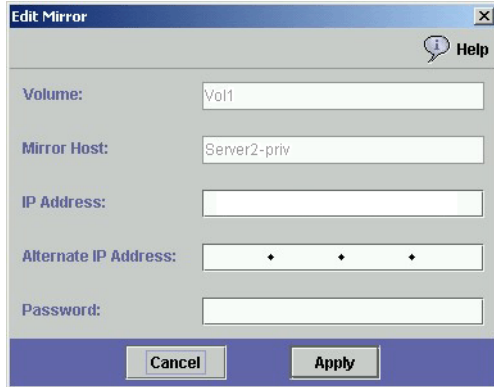 Edit Mirror
Help
Volume: Vol1
Mirror Host: Server2-priv
IP Address:
Alternate IP Address: . . .
Password:
Cancel Apply